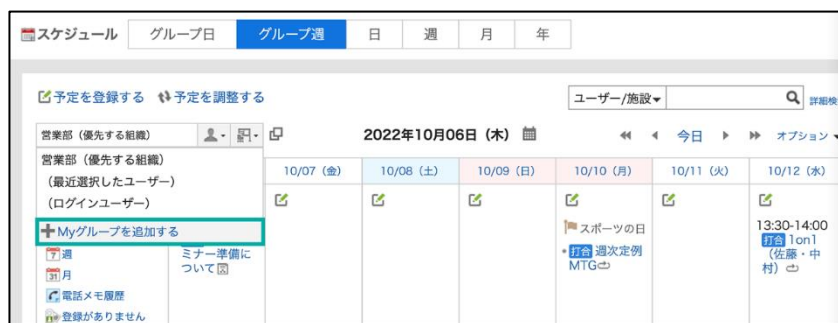 スケジュール グループ日 グループ週 日 週 月 年
予定を登録する 予定を調整する ユーザー/施設▼ 詳細検
営業部（優先する組織） 2022年10月06日（木） 今日 オプション
営業部（優先する組織）
（最近選択したユーザー）
（ログインユーザー）
10/07（金） 10/08（土） 10/09（日） 10/10（月） 10/11（火） 10/12（水）
+Myグループを追加する
7週
31月
電話メモ履歴
登録がありません
ミナー準備に
ついて
スポーツの日
打合 週次定例
MTG
13:30-14:00
打合 1on1
（佐藤・中
村）